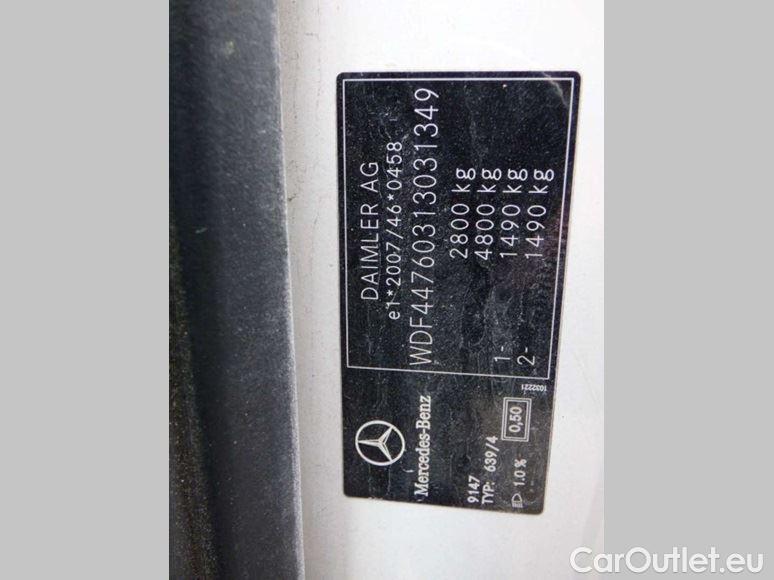 DAIMLER AG
e1*2007/46*0458
WDF44760313031349
2800 kg
4800 kg
1- 1490 kg
2- 1490 kg
Mercedes-Benz
9147
TYP: 639/4
1.0 %
0,50
1032221
CarOutlet.eu